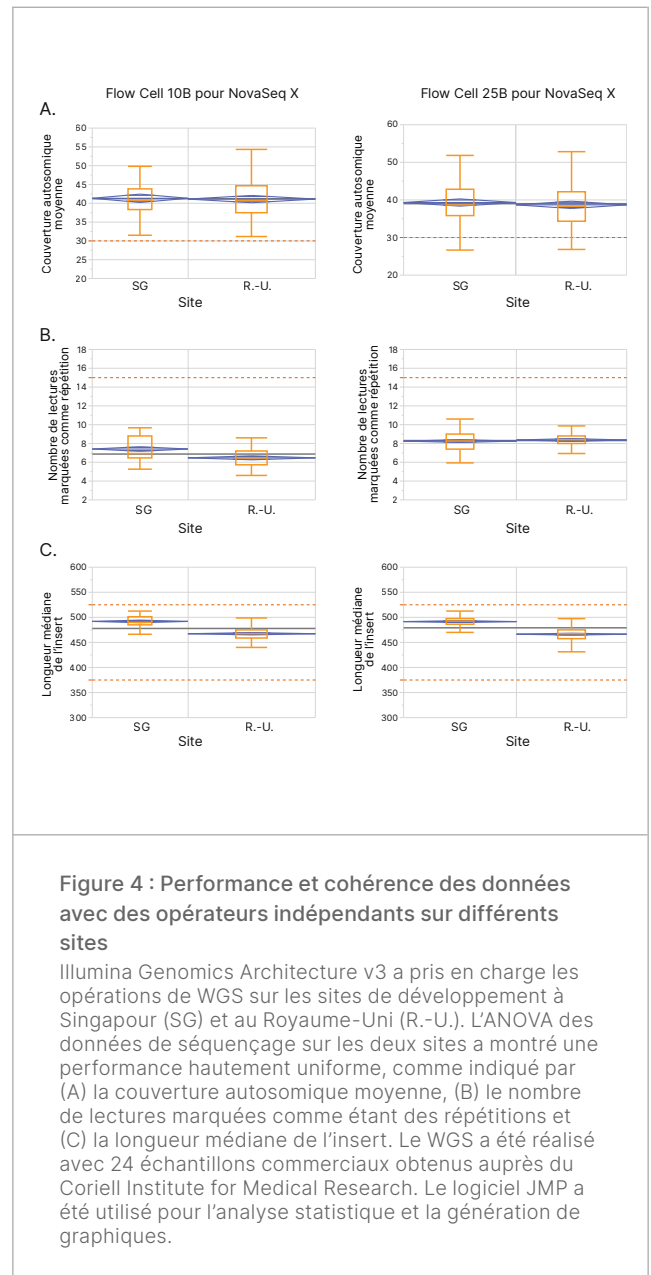 Flow Cell 10B pour NovaSeq X
Flow Cell 25B pour NovaSeq X
A.
Couverture autosomique
moyenne
60
55
50
45
40
35
30
25
20
SG
R.-U.
Site
Couverture autosomique
moyenne
60
50
40
30
20
SG
R.-U.
Site
B.
Nombre de lectures
marquées comme répétition
18
16
14
12
10
8
6
4
2
SG
R.-U.
Site
Nombre de lectures
marquées comme répétition
18
16
14
12
10
8
6
4
2
SG
R.-U.
Site
C.
Longueur médiane
de l'insert
600
550
500
450
400
350
300
SG
R.-U.
Site
Longueur médiane
de l'insert
600
550
500
450
400
350
300
SG
R.-U.
Site
Figure 4 : Performance et cohérence des données
avec des opérateurs indépendants sur différents
sites
Illumina Genomics Architecture v3 a pris en charge les
opérations de WGS sur les sites de développement à
Singapour (SG) et au Royaume-Uni (R.-U.). L'ANOVA des
données de séquençage sur les deux sites a montré une
performance hautement uniforme, comme indiqué par
(A) la couverture autosomique moyenne, (B) le nombre
de lectures marquées comme étant des répétitions et
(C) la longueur médiane de l'insert. Le WGS a été réalisé
avec 24 échantillons commerciaux obtenus auprès du
Coriell Institute for Medical Research. Le logiciel JMP a
été utilisé pour l'analyse statistique et la génération de
graphiques.